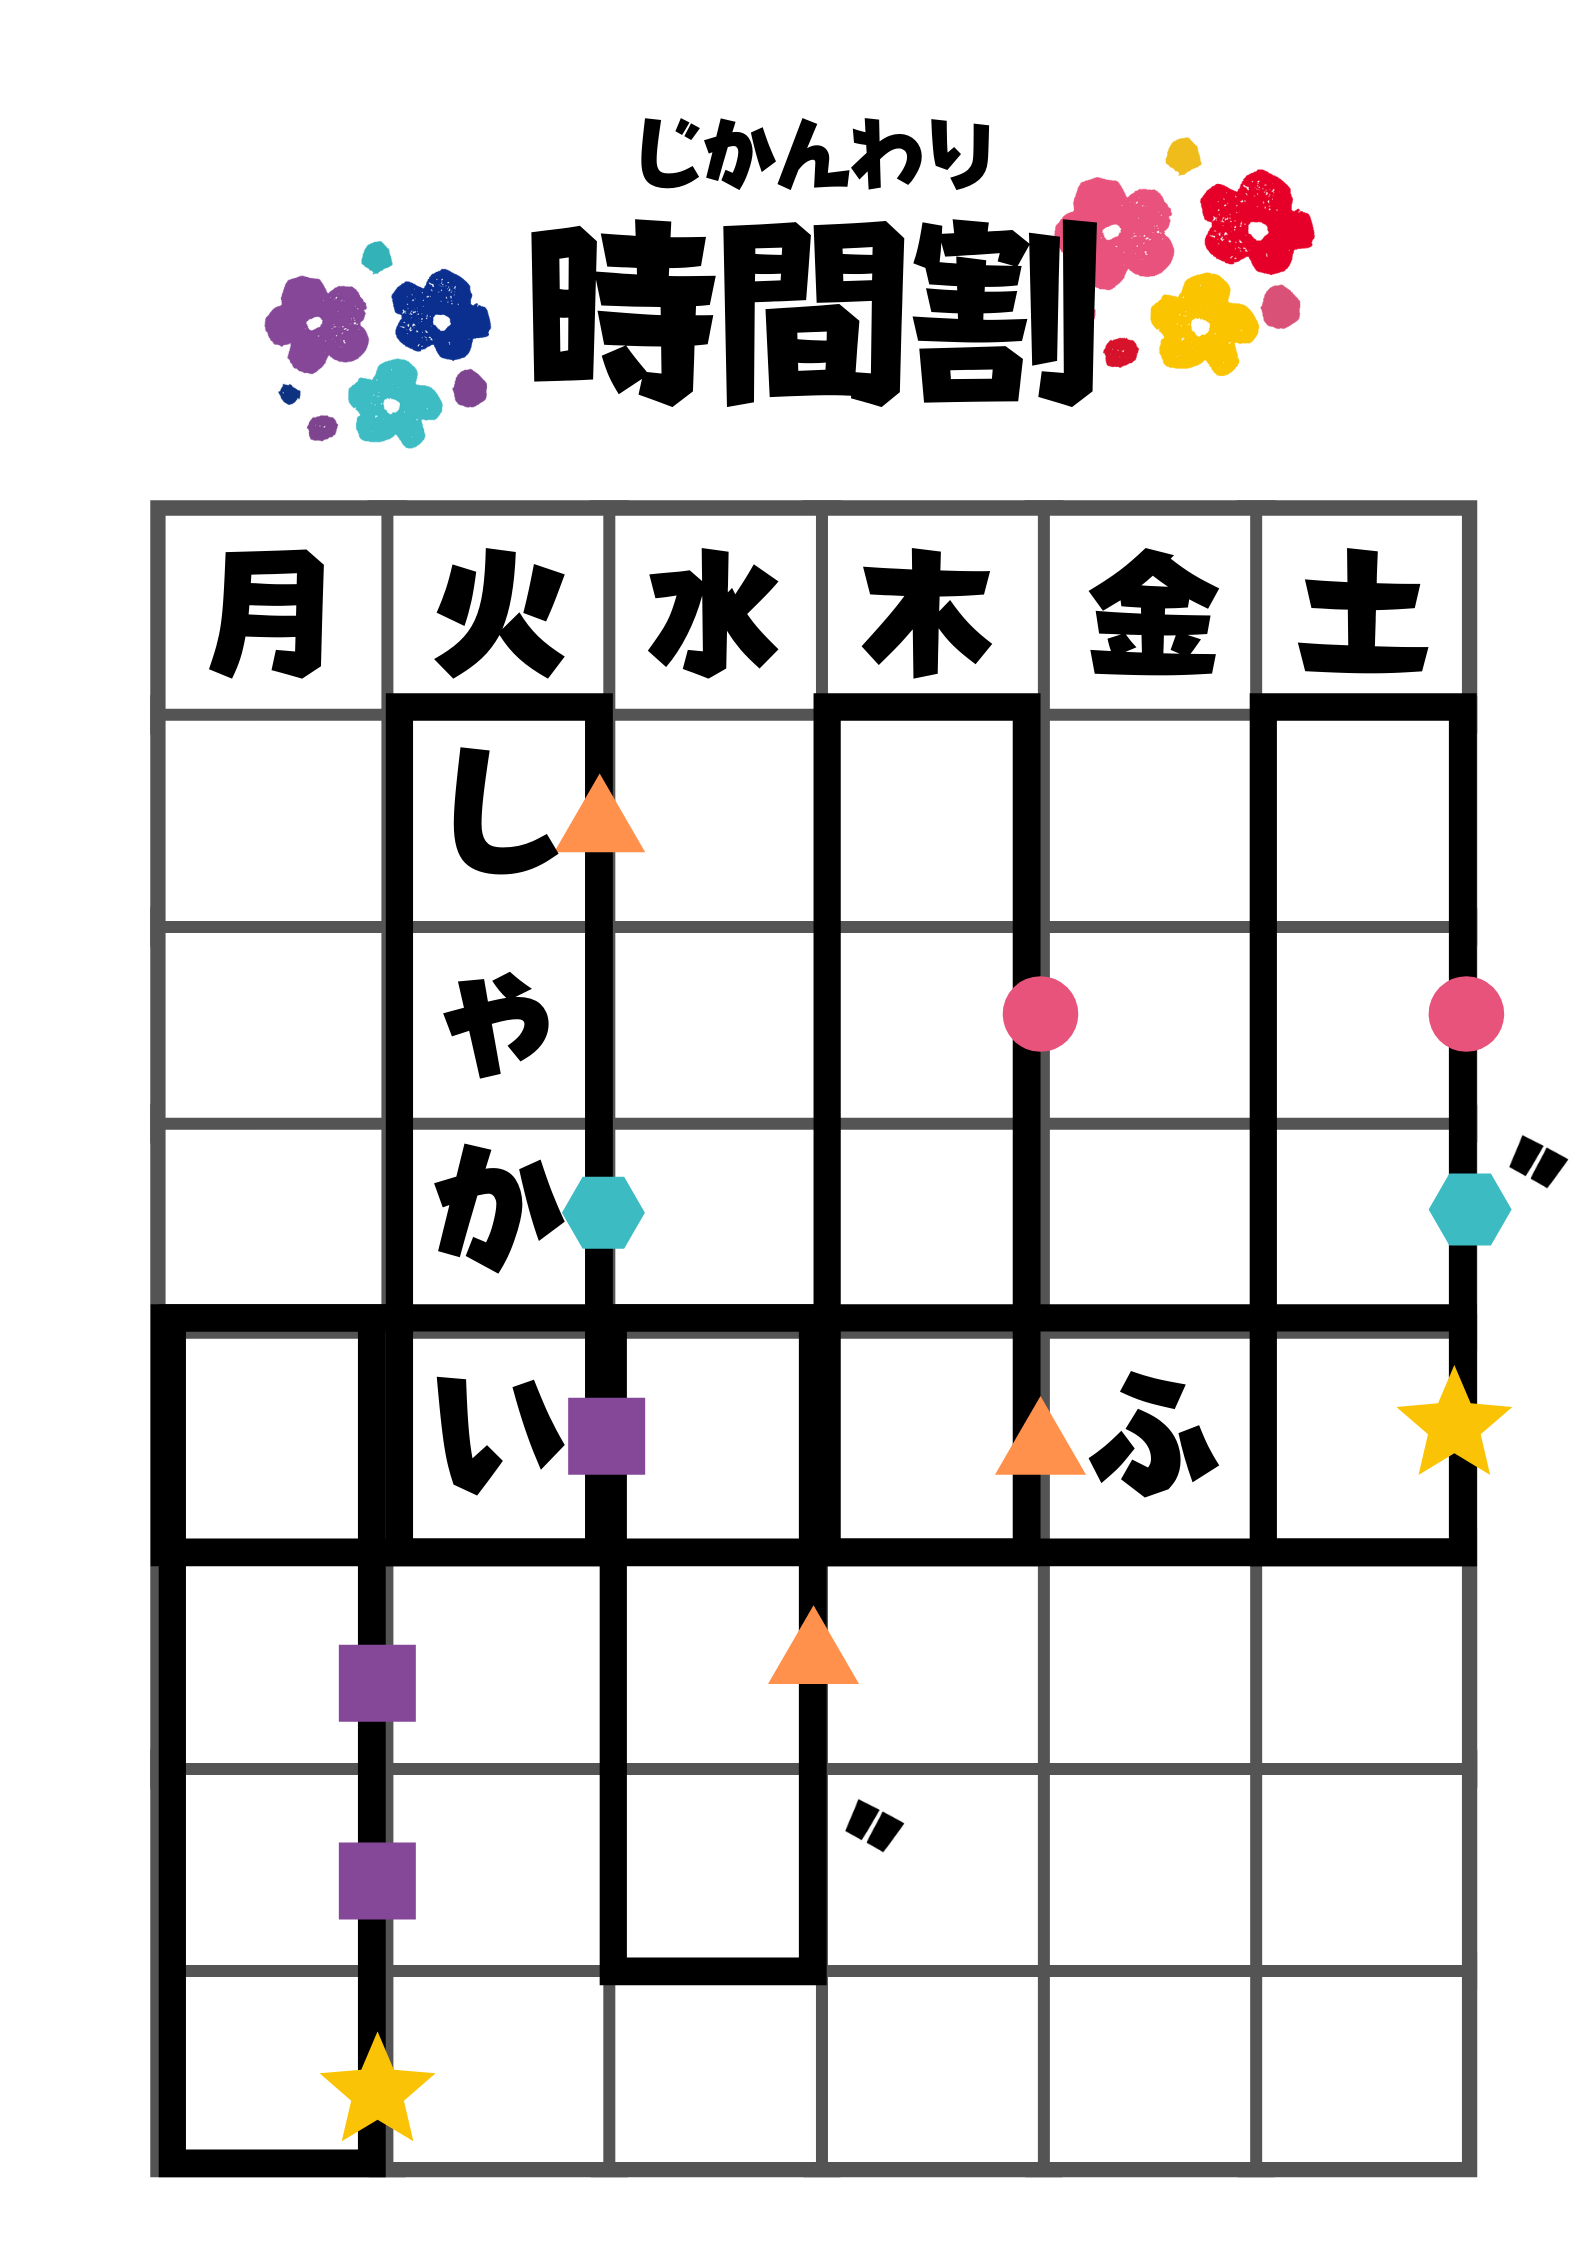 じかんわり
時間割
月 火 水 木 金 土
し
や
か
゛
い ふ
゛